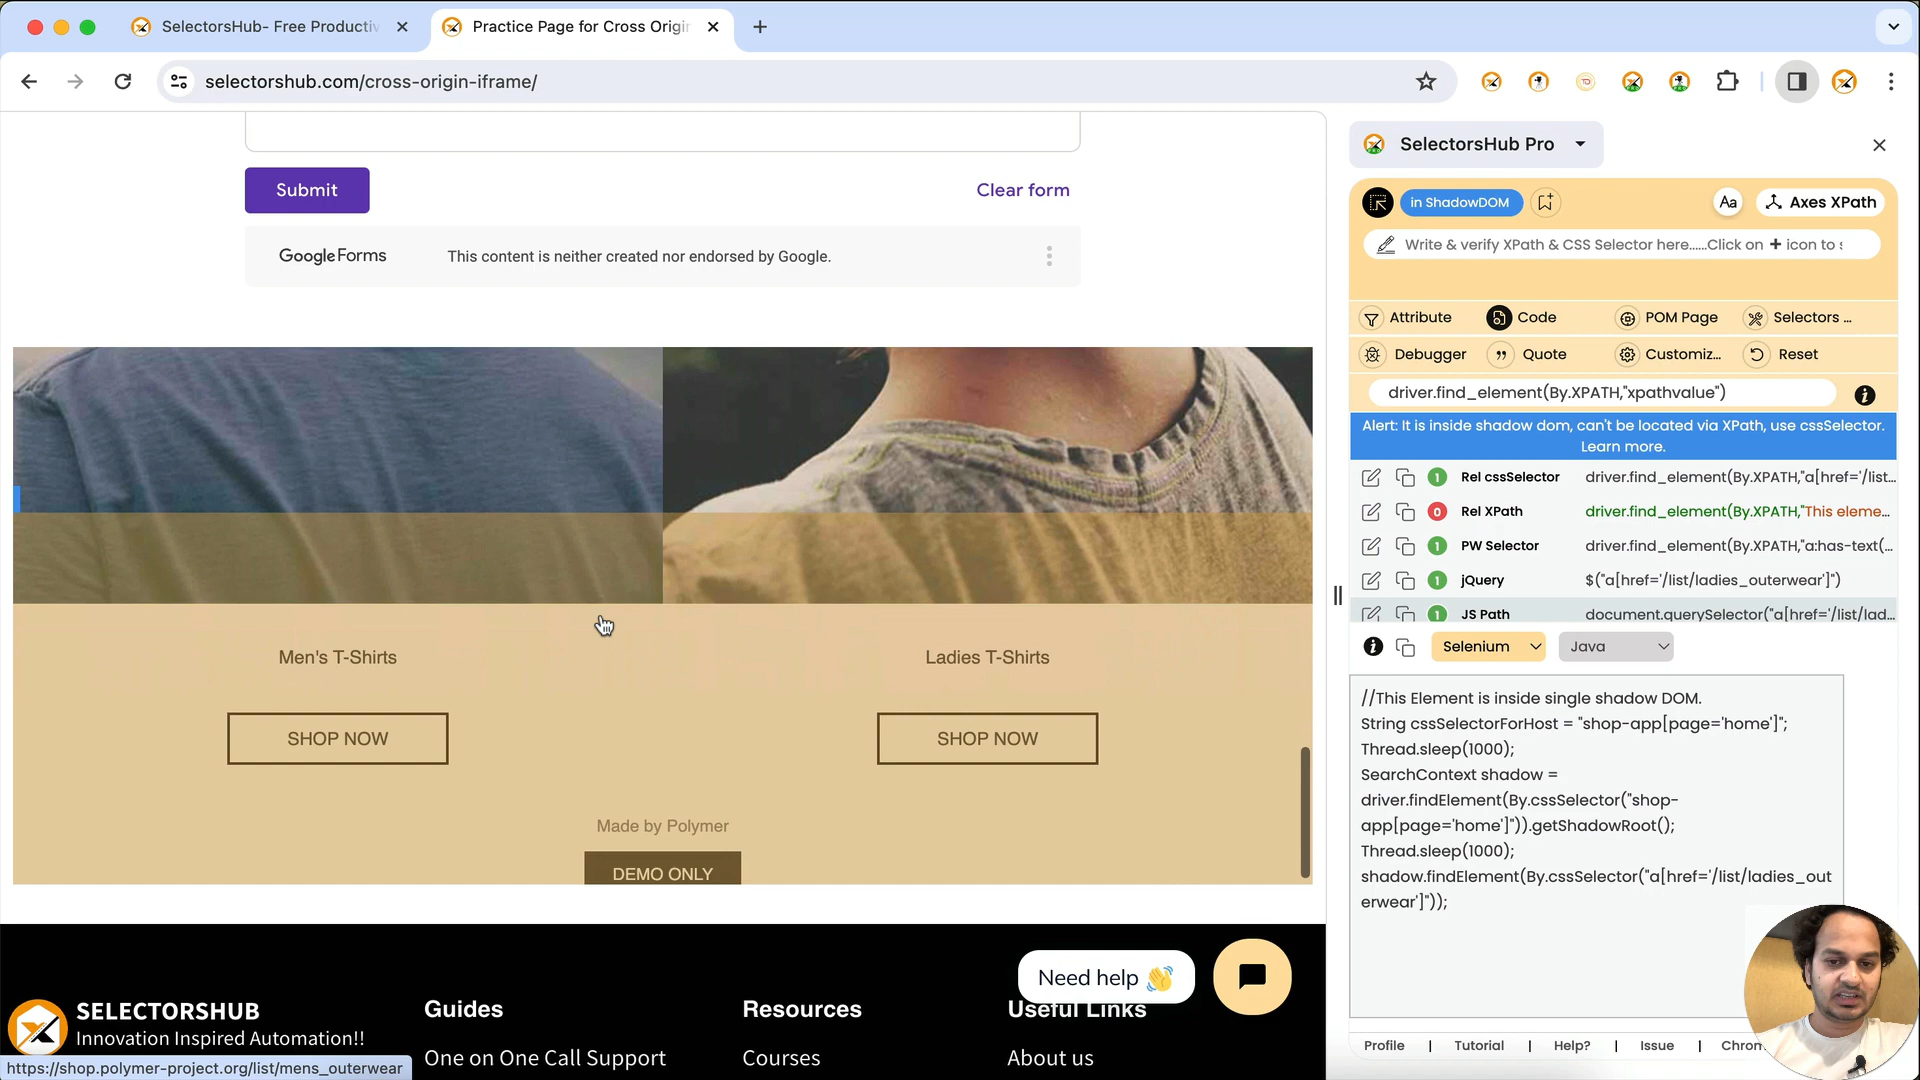 SelectorsHub- Free Productiv
Practice Page for Cross Origin
selectorshub.com/cross-origin-iframe/
Submit
Clear form
Google Forms
This content is neither created nor endorsed by Google.
Men's T-Shirts
Ladies T-Shirts
SHOP NOW
SHOP NOW
Made by Polymer
DEMO ONLY
Need help 👋
SELECTORSHUB
Innovation Inspired Automation!!
Guides
One on One Call Support
Resources
Courses
Useful Links
About us
https://shop.polymer-project.org/list/mens_outerwear
SelectorsHub Pro
in ShadowDOM
Aa
Axes XPath
Write & verify XPath & CSS Selector here......Click on + icon to s
Attribute
Code
POM Page
Selectors ...
Debugger
Quote
Customiz...
Reset
driver.find_element(By.XPATH,"xpathvalue")
Alert: It is inside shadow dom, can't be located via XPath, use cssSelector.
Learn more.
1 Rel cssSelector driver.find_element(By.XPATH,"a[href='/list...
0 Rel XPath driver.find_element(By.XPATH,"This eleme...
1 PW Selector driver.find_element(By.XPATH,"a:has-text(...
1 jQuery $("a[href='/list/ladies_outerwear']")
1 JS Path document.querySelector("a[href='/list/lad...
Selenium
Java
//This Element is inside single shadow DOM.
String cssSelectorForHost = "shop-app[page='home']";
Thread.sleep(1000);
SearchContext shadow =
driver.findElement(By.cssSelector("shop-
app[page='home']")).getShadowRoot();
Thread.sleep(1000);
shadow.findElement(By.cssSelector("a[href='/list/ladies_out
erwear']"));
Profile | Tutorial | Help? | Issue | Chrom